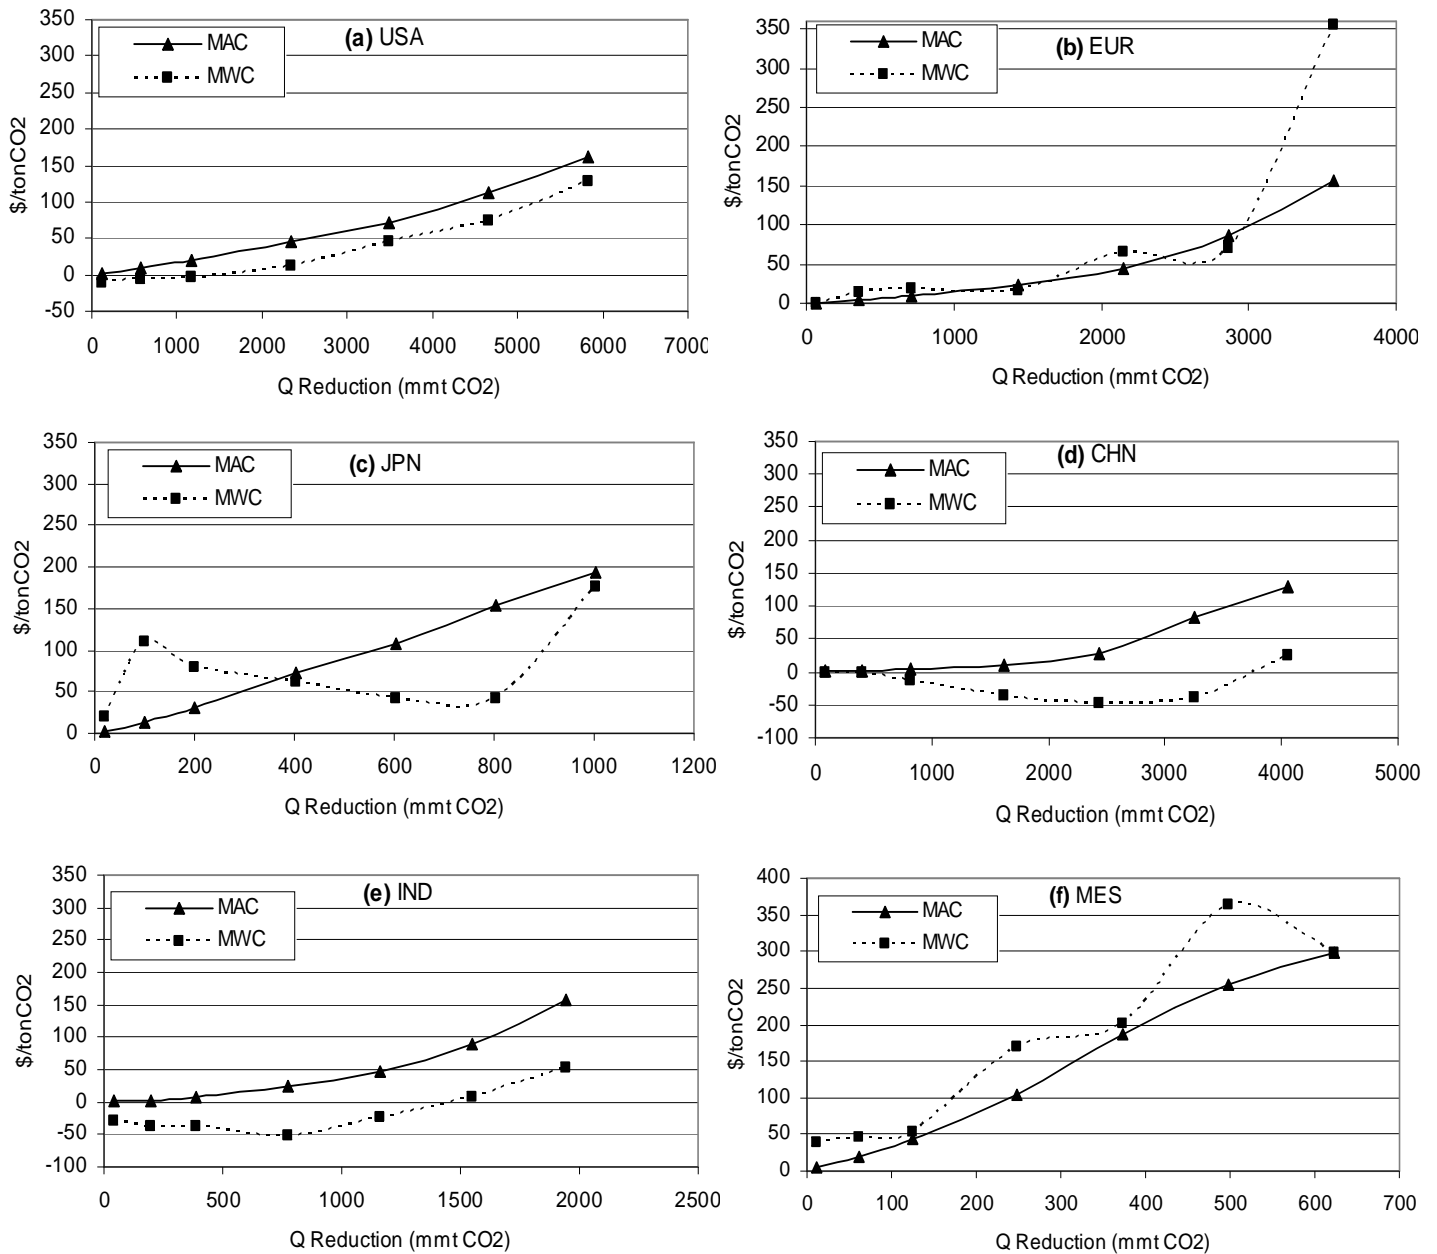 (a) USA
MAC
MWC
350
300
250
200
150
100
50
0
-50
$/tonCO2
0 1000 2000 3000 4000 5000 6000 7000
Q Reduction (mmt CO2)
(b) EUR
MAC
MWC
350
300
250
200
150
100
50
0
$/tonCO2
0 1000 2000 3000 4000
Q Reduction (mmt CO2)
(c) JPN
MAC
MWC
350
300
250
200
150
100
50
0
$/tonCO2
0 200 400 600 800 1000 1200
Q Reduction (mmt CO2)
(d) CHN
MAC
MWC
350
300
250
200
150
100
50
0
-50
-100
$/tonCO2
0 1000 2000 3000 4000 5000
Q Reduction (mmt CO2)
(e) IND
MAC
MWC
350
300
250
200
150
100
50
0
-50
-100
$/tonCO2
0 500 1000 1500 2000 2500
Q Reduction (mmt CO2)
(f) MES
MAC
MWC
400
350
300
250
200
150
100
50
0
$/tonCO2
0 100 200 300 400 500 600 700
Q Reduction (mmt CO2)